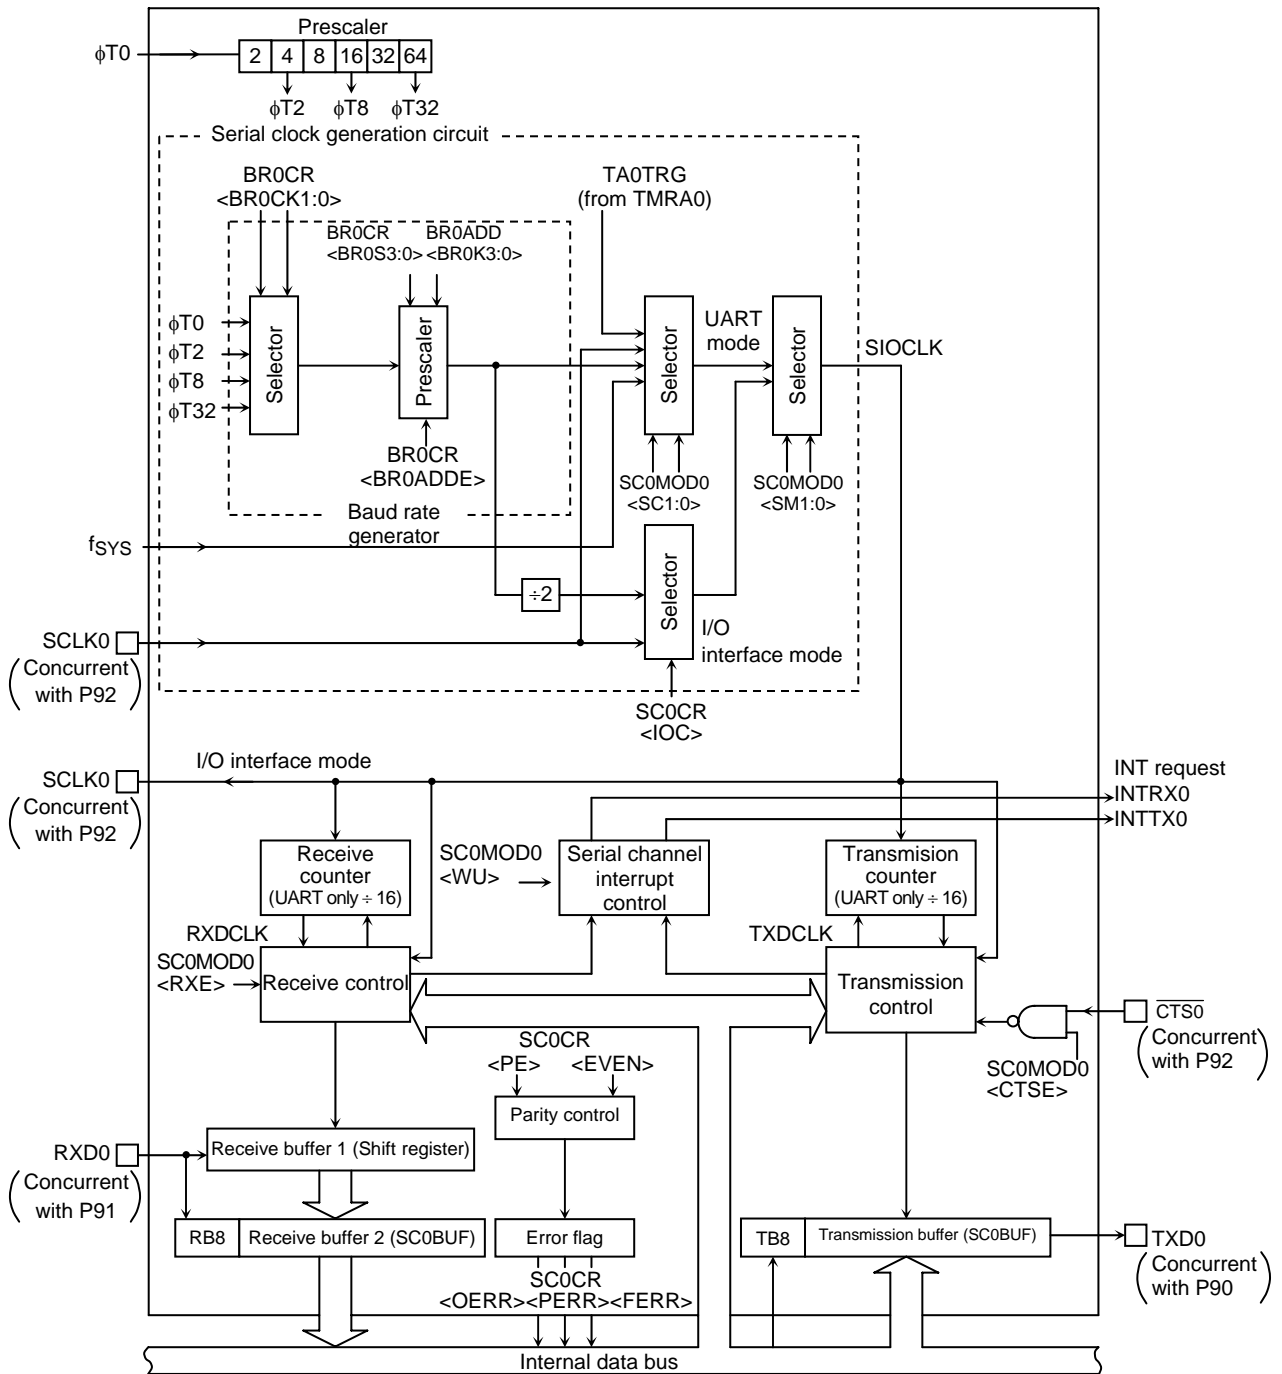 Prescaler
ϕT0
2 4 8 16 32 64
ϕT2 ϕT8 ϕT32
Serial clock generation circuit
BR0CR
<BR0CK1:0>
TA0TRG
(from TMRA0)
BR0CR
<BR0S3:0>
BR0ADD
<BR0K3:0>
ϕT0
ϕT2
ϕT8
ϕT32
Selector
Prescaler
Selector
UART
mode
Selector
SIOCLK
BR0CR
<BR0ADDE>
SC0MOD0
<SC1:0>
SC0MOD0
<SM1:0>
Baud rate
generator
fSYS
÷2
Selector
I/O
interface mode
SCLK0
(Concurrent
with P92)
SC0CR
<IOC>
I/O interface mode
SCLK0
(Concurrent
with P92)
INT request
INTRX0
INTTX0
Receive
counter
(UART only ÷ 16)
SC0MOD0
<WU>
Serial channel
interrupt
control
Transmision
counter
(UART only ÷ 16)
RXDCLK
TXDCLK
SC0MOD0
<RXE>
Receive control
Transmission
control
CTS0
(Concurrent
with P92)
SC0MOD0
<CTSE>
SC0CR
<PE> <EVEN>
Parity control
RXD0
(Concurrent
with P91)
Receive buffer 1 (Shift register)
RB8 Receive buffer 2 (SC0BUF)
Error flag
TB8 Transmission buffer (SC0BUF)
TXD0
(Concurrent
with P90)
SC0CR
<OERR><PERR><FERR>
Internal data bus